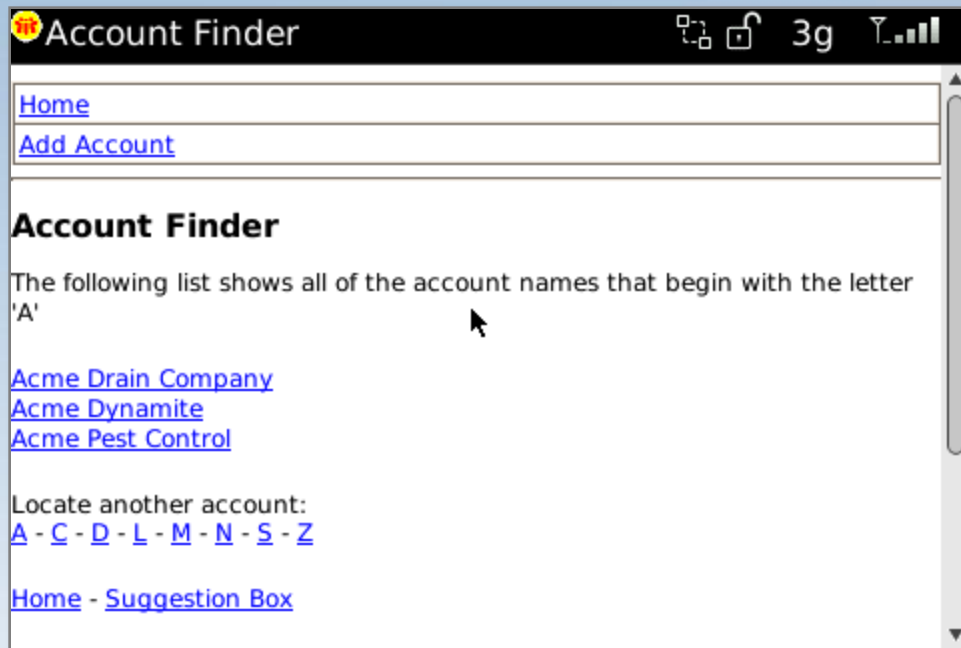 Account Finder 3g
Home
Add Account
Account Finder
The following list shows all of the account names that begin with the letter
'A'
Acme Drain Company
Acme Dynamite
Acme Pest Control
Locate another account:
A - C - D - L - M - N - S - Z
Home - Suggestion Box